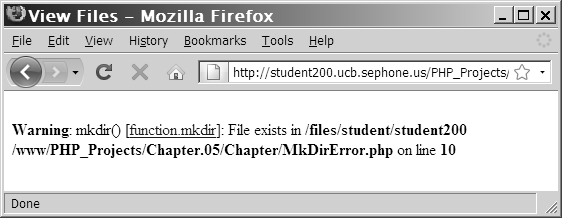 View Files - Mozilla Firefox
File Edit View History Bookmarks Tools Help
http://student200.ucb.sephone.us/PHP_Projects/
Warning: mkdir() [function.mkdir]: File exists in /files/student/student200
/www/PHP_Projects/Chapter.05/Chapter/MkDirError.php on line 10
Done